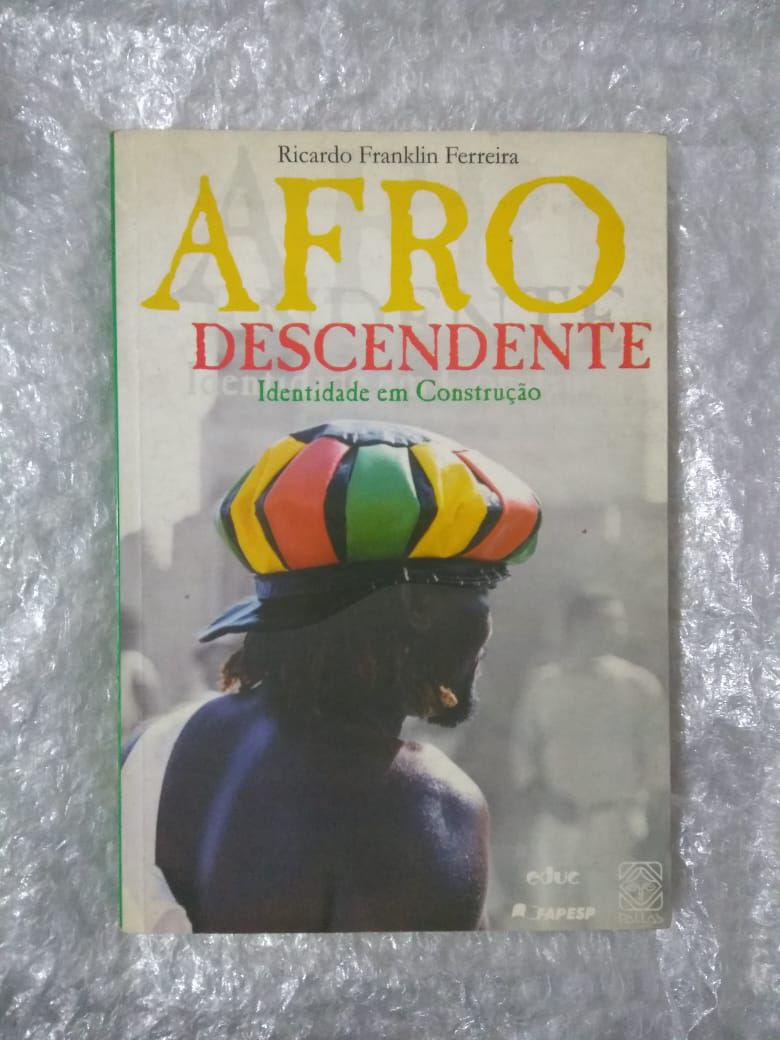 Ricardo Franklin Ferreira
AFRO
DESCENDENTE
Identidade em Construção
educ
FAPESP
PALLAS